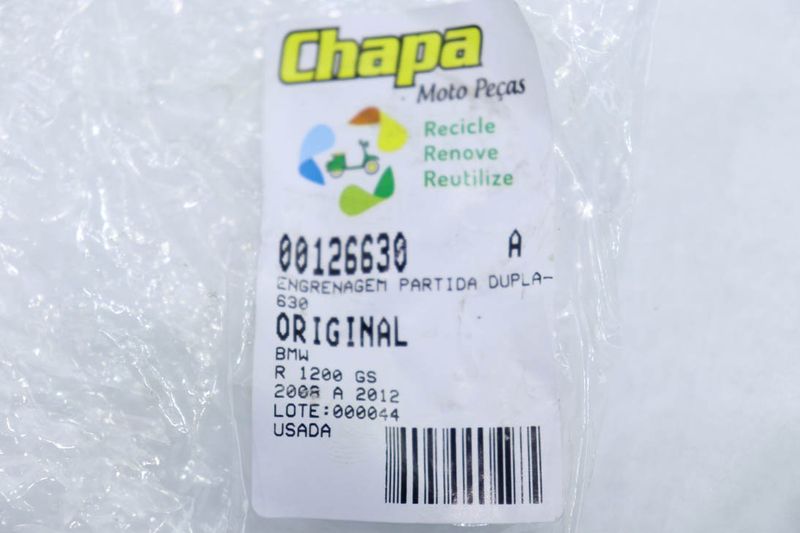 Chapa
Moto Peças
Recicle
Renove
Reutilize
00126630 A
ENGRENAGEM PARTIDA DUPLA-
630
ORIGINAL
BMW
R 1200 GS
2008 A 2012
LOTE:000044
USADA